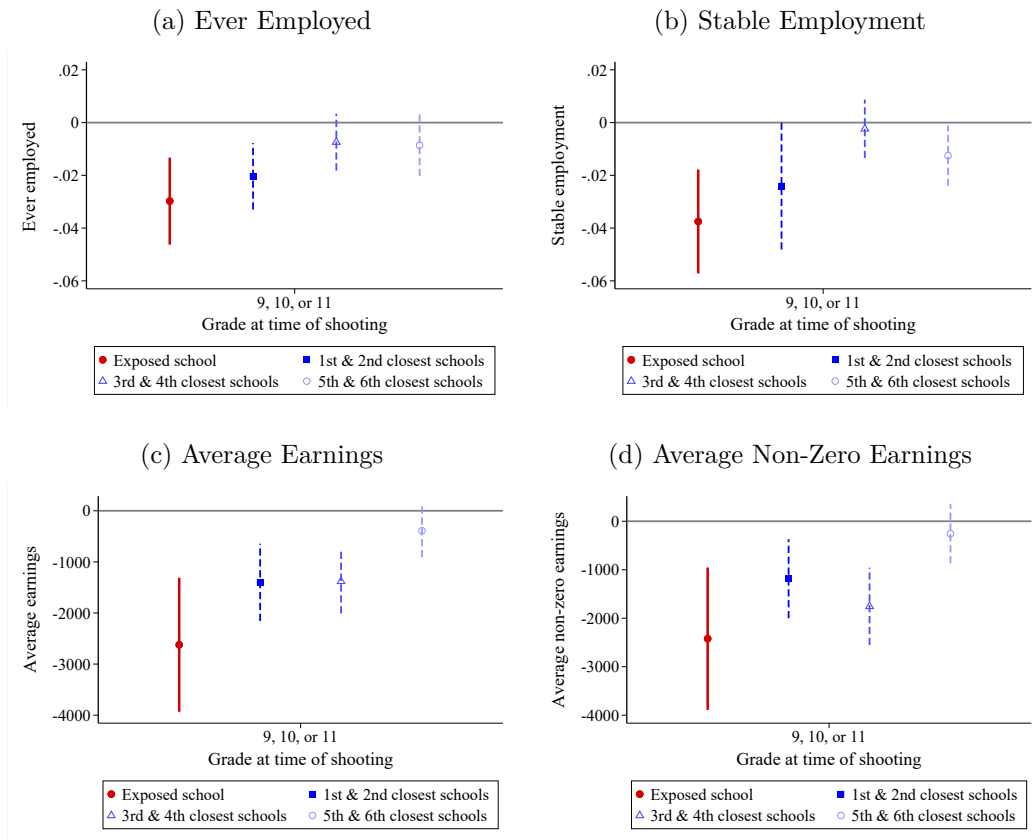 (a) Ever Employed
.02
0
-.02
-.04
-.06
Ever employed
9, 10, or 11
Grade at time of shooting
Exposed school
1st & 2nd closest schools
3rd & 4th closest schools
5th & 6th closest schools
(b) Stable Employment
.02
0
-.02
-.04
-.06
Stable employment
9, 10, or 11
Grade at time of shooting
Exposed school
1st & 2nd closest schools
3rd & 4th closest schools
5th & 6th closest schools
(c) Average Earnings
0
-1000
-2000
-3000
-4000
Average earnings
9, 10, or 11
Grade at time of shooting
Exposed school
1st & 2nd closest schools
3rd & 4th closest schools
5th & 6th closest schools
(d) Average Non-Zero Earnings
0
-1000
-2000
-3000
-4000
Average non-zero earnings
9, 10, or 11
Grade at time of shooting
Exposed school
1st & 2nd closest schools
3rd & 4th closest schools
5th & 6th closest schools